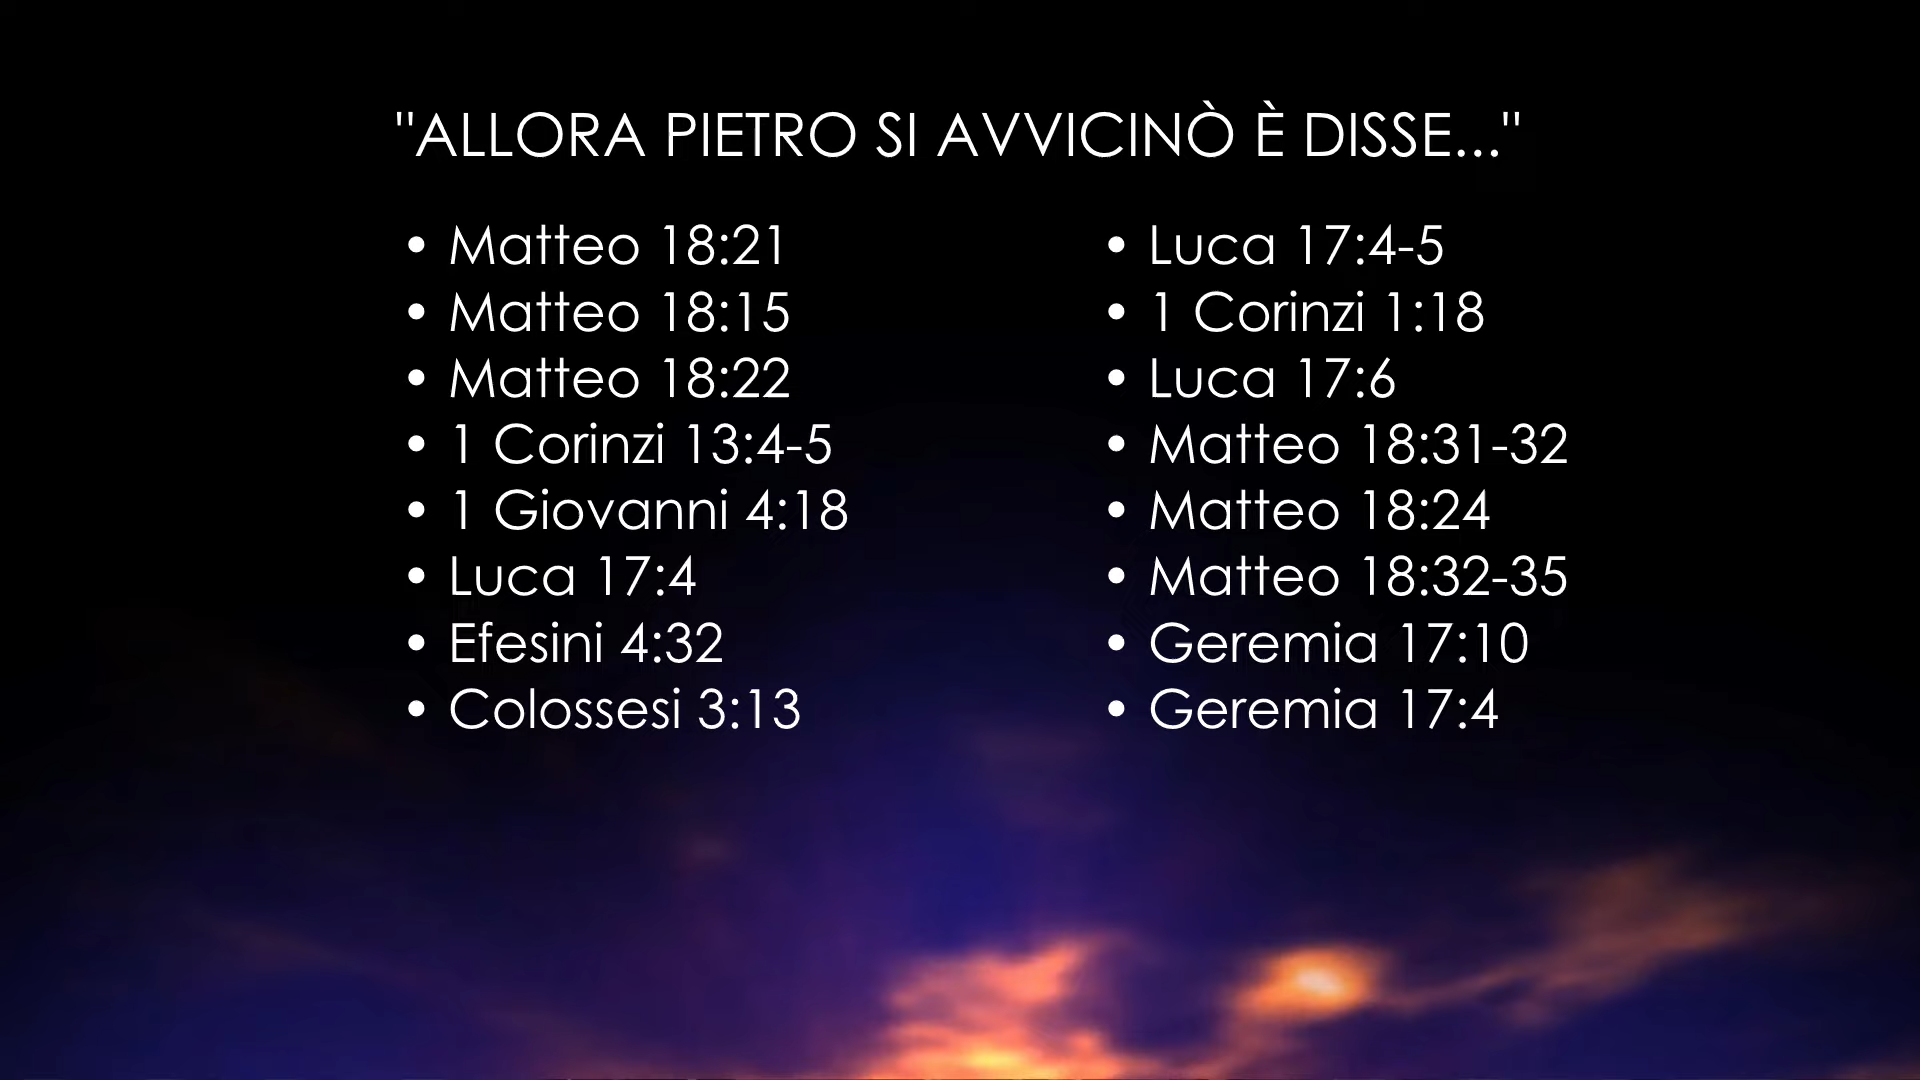 "ALLORA PIETRO SI AVVICINÒ È DISSE..."
• Matteo 18:21
• Matteo 18:15
• Matteo 18:22
• 1 Corinzi 13:4-5
• 1 Giovanni 4:18
• Luca 17:4
• Efesini 4:32
• Colossesi 3:13
• Luca 17:4-5
• 1 Corinzi 1:18
• Luca 17:6
• Matteo 18:31-32
• Matteo 18:24
• Matteo 18:32-35
• Geremia 17:10
• Geremia 17:4